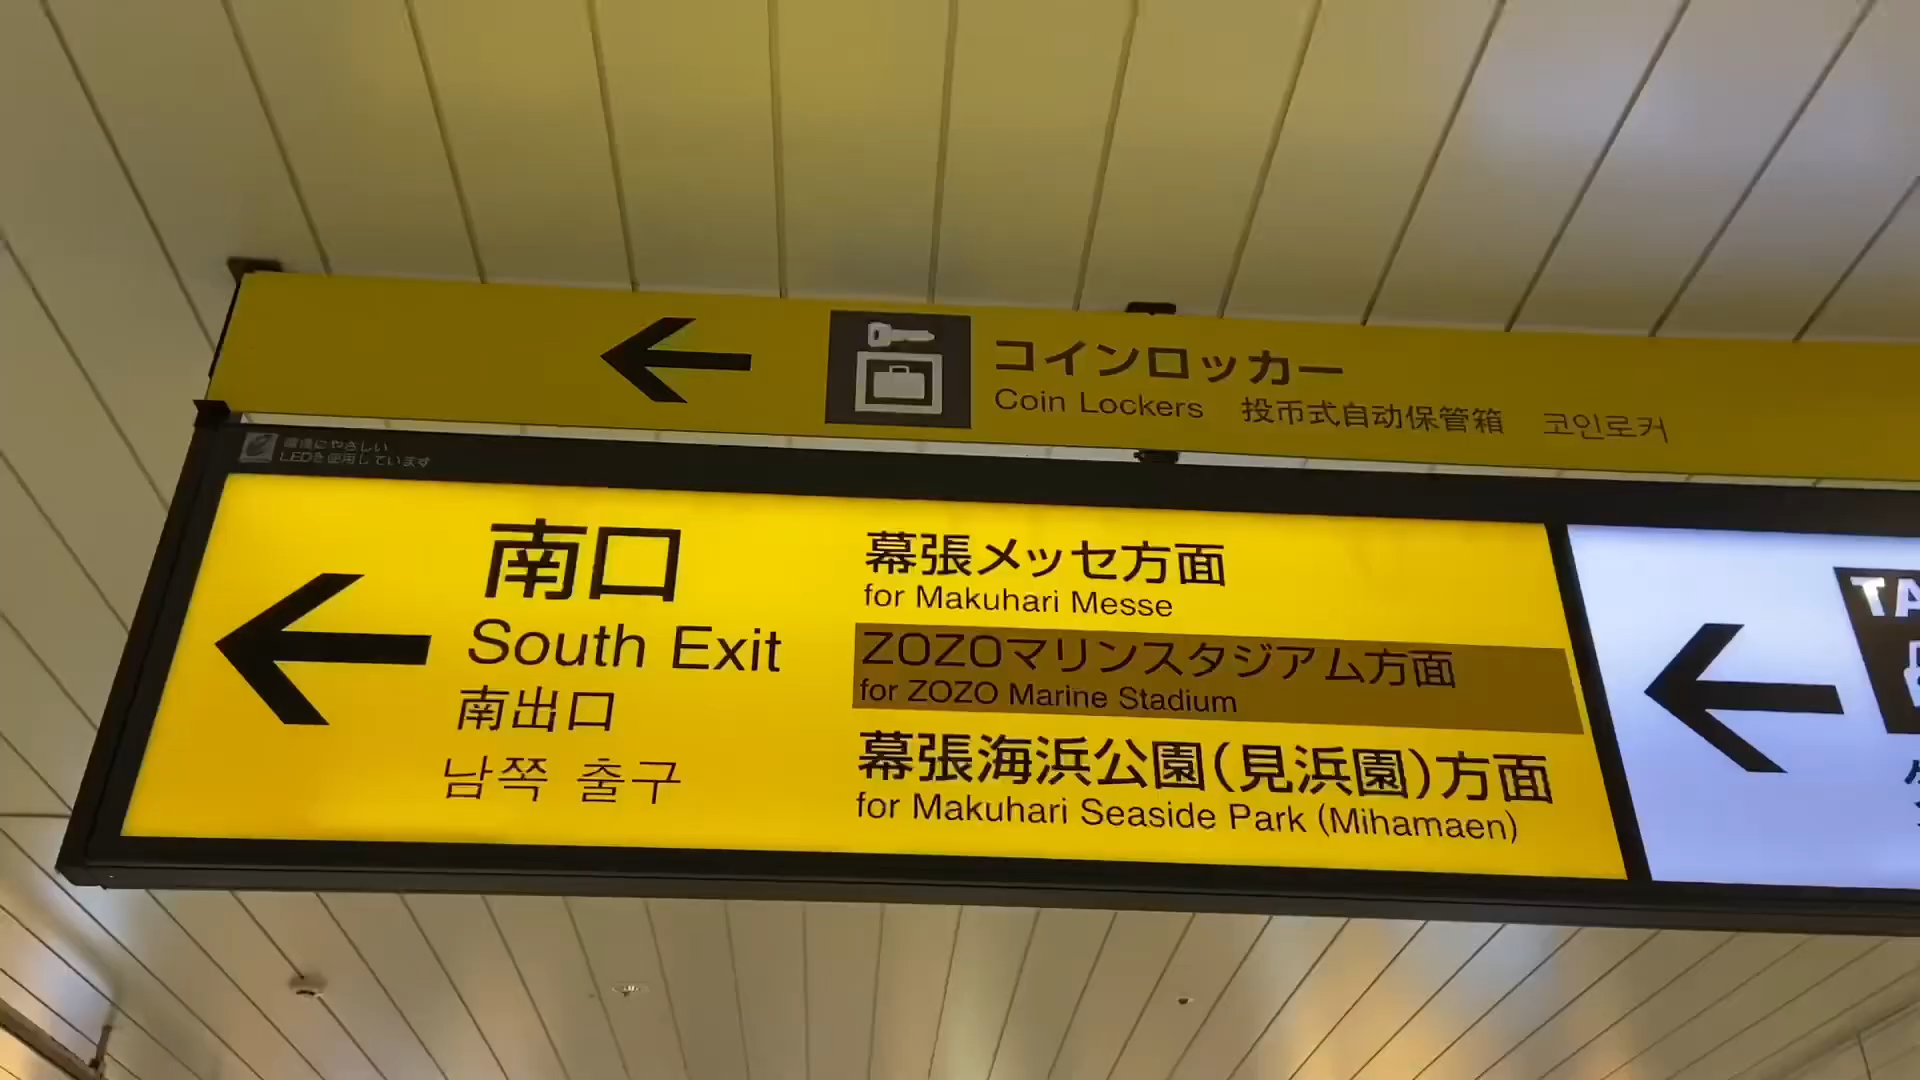 コインロッカー
Coin Lockers 投币式自动保管箱 코인로커
環境にやさしい
LEDを使用しています
南口
South Exit
南出口
남쪽 출구
幕張メッセ方面
for Makuhari Messe
ZOZOマリンスタジアム方面
for ZOZO Marine Stadium
幕張海浜公園(見浜園)方面
for Makuhari Seaside Park (Mihamaen)